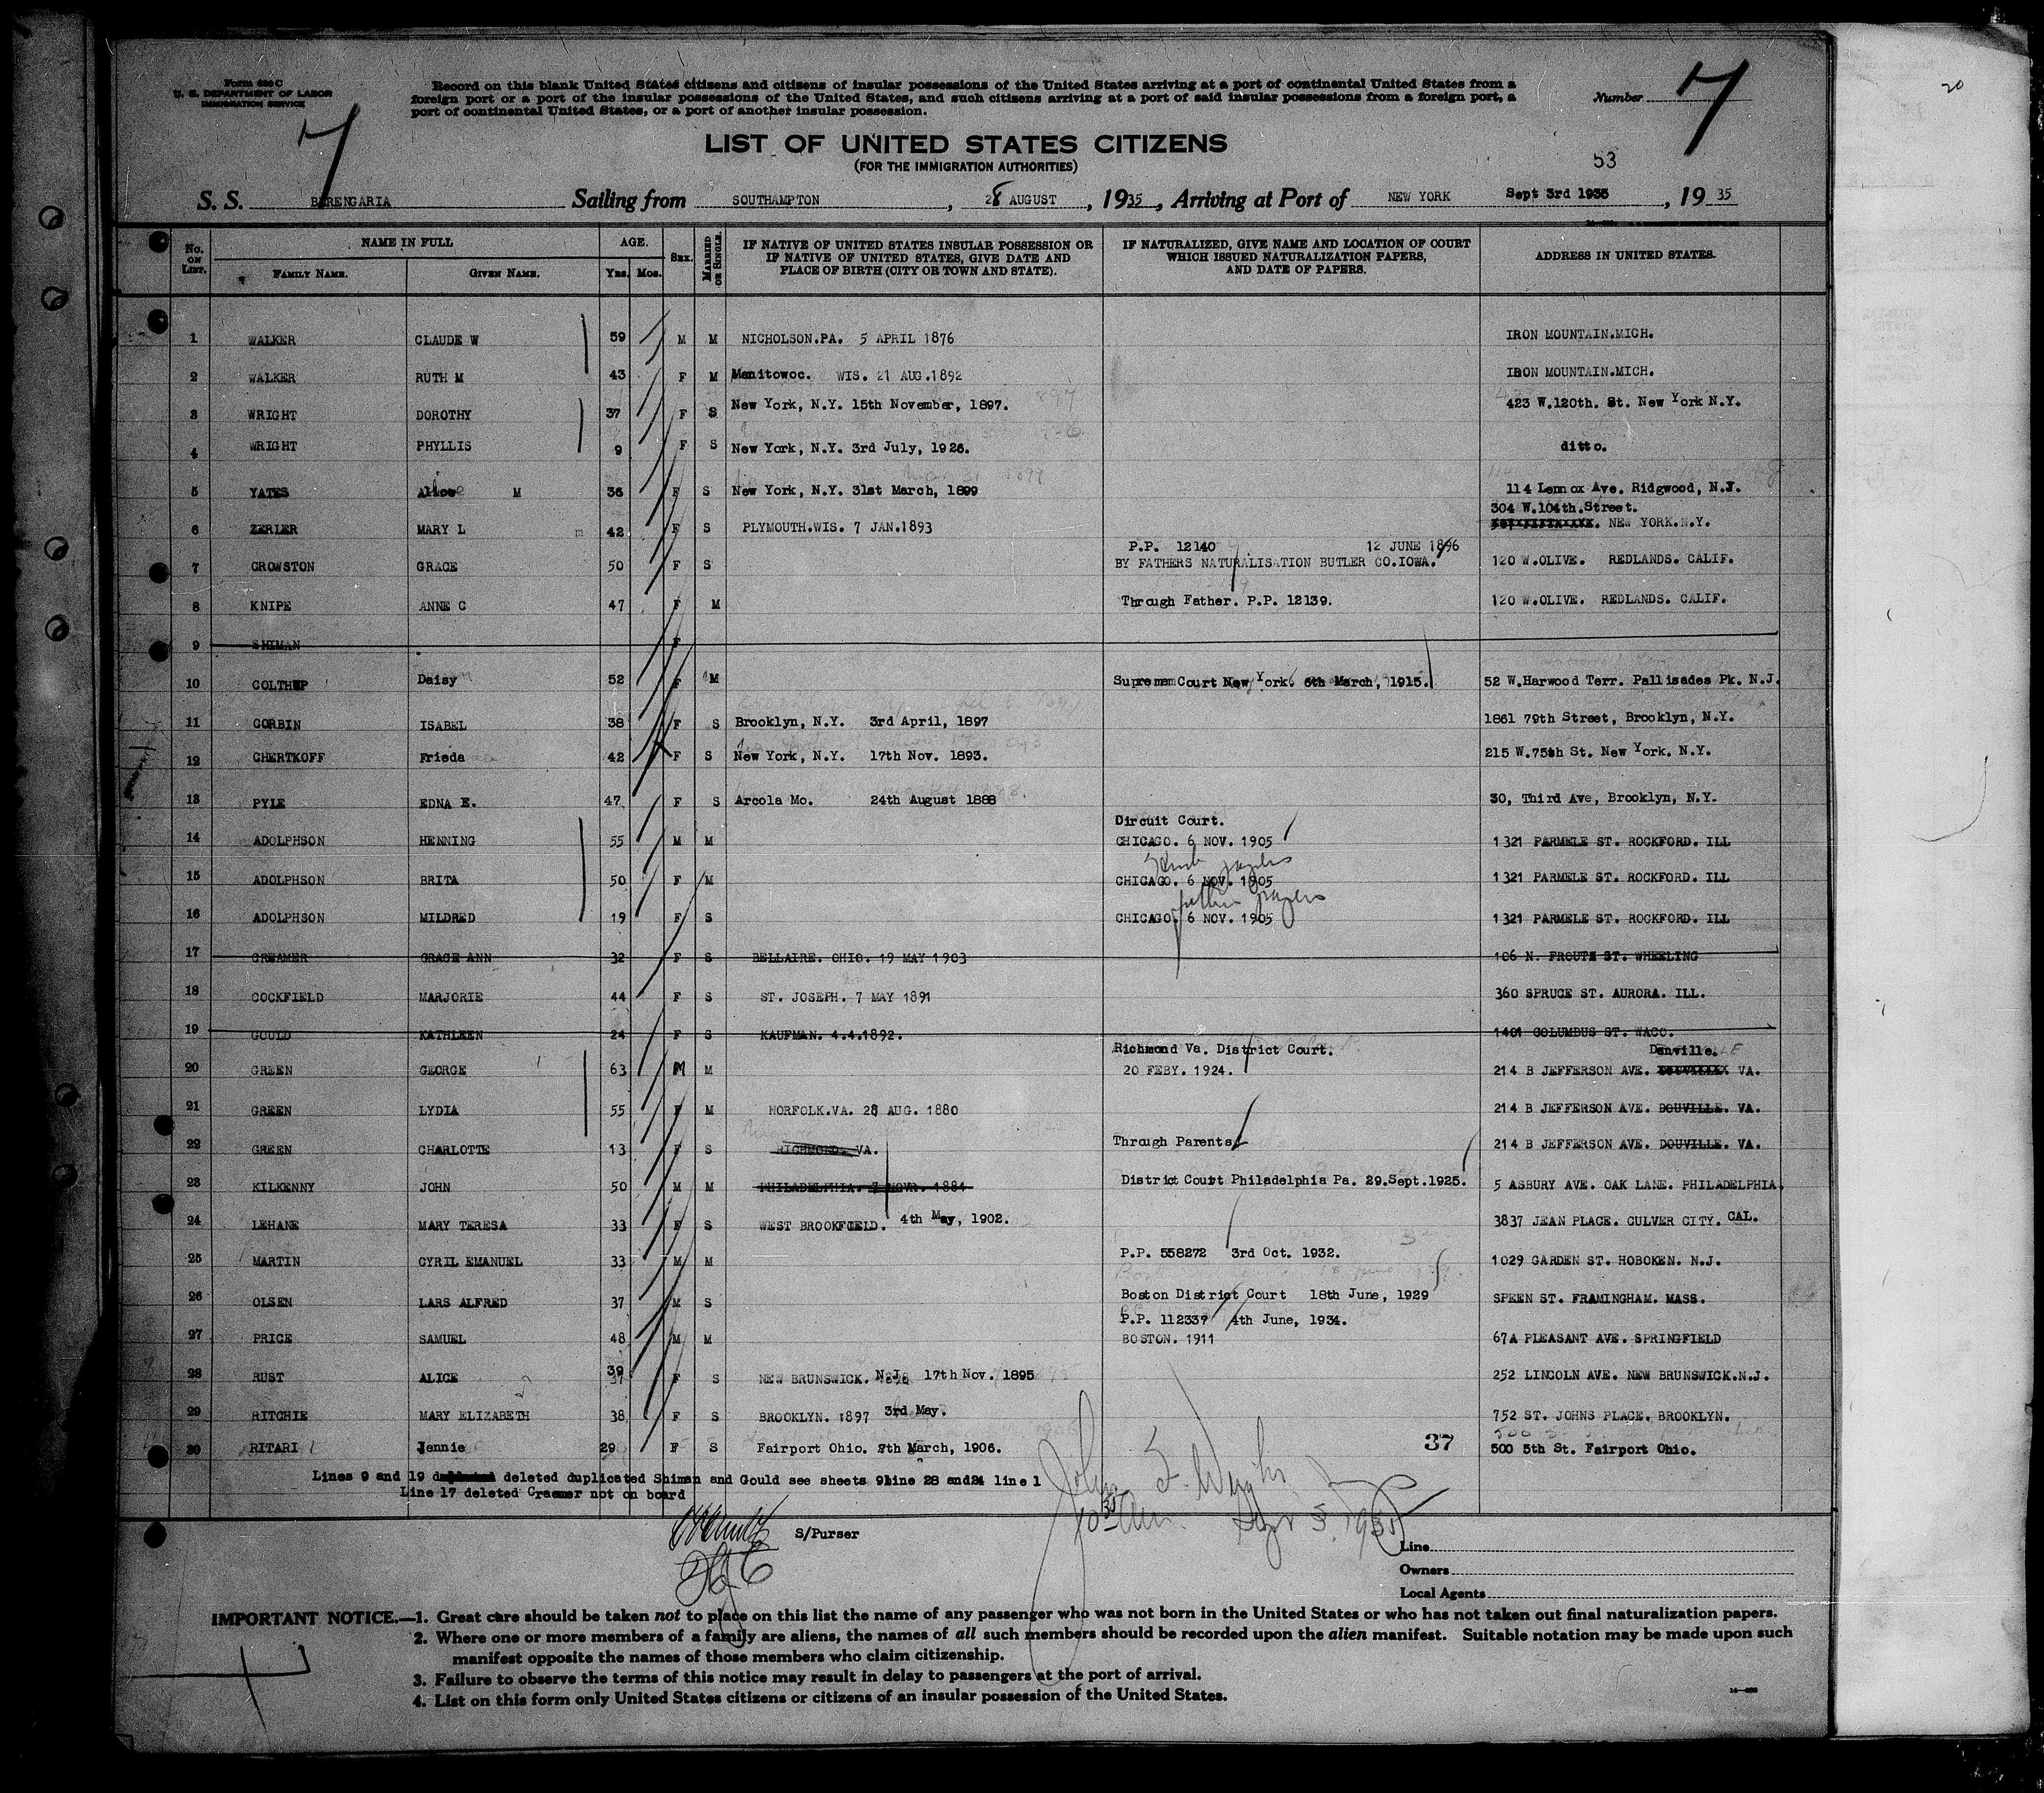 Form 630 C
U. S. DEPARTMENT OF LABOR
IMMIGRATION SERVICE
Record on this blank United States citizens and citizens of insular possessions of the United States arriving at a port of continental United States from a
foreign port or a port of the insular possessions of the United States, and such citizens arriving at a port of said insular possessions from a foreign port, a
port of continental United States, or a port of another insular possession.
Number 7
7
20
LIST OF UNITED STATES CITIZENS
(FOR THE IMMIGRATION AUTHORITIES)
53
S. S. BERENGARIA Sailing from SOUTHAMPTON, 28 AUGUST, 1935, Arriving at Port of NEW YORK Sept 3rd 1935, 1935
No. ON LIST. NAME IN FULL FAMILY NAME. GIVEN NAME. AGE. Yrs. Mos. SEX. MARRIED OR SINGLE. IF NATIVE OF UNITED STATES INSULAR POSSESSION OR IF NATIVE OF UNITED STATES, GIVE DATE AND PLACE OF BIRTH (CITY OR TOWN AND STATE). IF NATURALIZED, GIVE NAME AND LOCATION OF COURT WHICH ISSUED NATURALIZATION PAPERS, AND DATE OF PAPERS. ADDRESS IN UNITED STATES.
1 WALKER CLAUDE W 59 M M NICHOLSON.PA. 5 APRIL 1876 IRON MOUNTAIN.MICH.
2 WALKER RUTH M 43 F M Manitowoc. WIS. 21 AUG.1892 IRON MOUNTAIN.MICH.
3 WRIGHT DOROTHY 37 F S New York, N.Y. 15th November, 1897. 423 W.120th. St. New York N.Y.
4 WRIGHT PHYLLIS 9 F S New York, N.Y. 3rd July, 1926. ditto.
5 YATES Alice M 36 F S New York, N.Y. 31st March, 1899 114 Lennox Ave. Ridgwood, N.J.
304 W.104th.Street.
6 ZERLER MARY L 42 F S PLYMOUTH.WIS. 7 JAN.1893 NEW YORK.N.Y.
P.P. 12140 12 JUNE 1896
7 CROWSTON GRACE 50 F S BY FATHERS NATURALISATION BUTLER CO.IOWA. 120 W.OLIVE. REDLANDS. CALIF.
8 KNIPE ANNE C 47 F M Through Father. P.P. 12139. 120 W.OLIVE. REDLANDS. CALIF.
9 SHIMAN F
10 COLTHUP Daisy 52 F M Supremem Court New York. 6th March, 1915. 52 W.Harwood Terr. Pallisades Pk. N.J.
11 CORBIN ISABEL 38 F S Brooklyn, N.Y. 3rd April, 1897 1861 79th Street, Brooklyn, N.Y.
12 CHERTKOFF Frieda 42 F S New York, N.Y. 17th Nov. 1893. 215 W.75th St. New York. N.Y.
13 PYLE EDNA E. 47 F S Arcola Mo. 24th August 1888 30, Third Ave, Brooklyn, N.Y.
Dircuit Court.
14 ADOLPHSON HENNING 55 M M CHICAGO. 6 NOV. 1905 1321 PARMELE ST. ROCKFORD. ILL
papers
15 ADOLPHSON BRITA 50 F M CHICAGO. 6 NOV. 1905 1321 PARMELE ST. ROCKFORD. ILL
father papers
16 ADOLPHSON MILDRED 19 F S CHICAGO. 6 NOV. 1905 1321 PARMELE ST. ROCKFORD. ILL
17 CREAMER GRACE ANN 32 F S BELLAIRE. OHIO. 19 MAY 1903 106 N. FROUTZ ST. WHEELING
18 COCKFIELD MARJORIE 44 F S ST. JOSEPH. 7 MAY 1891 360 SPRUCE ST. AURORA. ILL.
19 GOULD KATHLEEN 24 F S KAUFMAN. 4.4.1892. 1401 COLUMBUS ST. WACO.
Richmond Va. District Court. Danville.
20 GREEN GEORGE 63 M M 20 FEBY. 1924. 214 B JEFFERSON AVE. VA.
21 GREEN LYDIA 55 F M NORFOLK.VA. 28 AUG. 1880 214 B JEFFERSON AVE. DOUVILLE. VA.
22 GREEN CHARLOTTE 13 F S RICHMOND. VA. Through Parents 214 B JEFFERSON AVE. DOUVILLE. VA.
23 KILKENNY JOHN 50 M M PHILADELPHIA. 7 NOVR. 1884 District Court Philadelphia Pa. 29.Sept.1925. 5 ASBURY AVE. OAK LANE. PHILADELPHIA.
24 LEHANE MARY TERESA 33 F S WEST BROOKFIELD. 4th May, 1902. 3837 JEAN PLACE. CULVER CITY. CAL.
25 MARTIN CYRIL EMANUEL 33 M M P.P. 558272 3rd Oct. 1932. 1029 GARDEN ST. HOBOKEN. N.J.
26 OLSEN LARS ALFRED 37 M S Boston District Court 18th June, 1929 SPEEN ST. FRAMINGHAM. MASS.
P.P. 112339 4th June, 1934.
27 PRICE SAMUEL 48 M M BOSTON. 1911 67A PLEASANT AVE. SPRINGFIELD
28 RUST ALICE 39 F S NEW BRUNSWICK. N.J. 17th Nov. 1895 252 LINCOLN AVE. NEW BRUNSWICK.N.J.
29 RITCHIE MARY ELIZABETH 38 F S BROOKLYN. 1897 3rd May. 752 ST. JOHNS PLACE. BROOKLYN.
30 RITARI Jennie 29 F S Fairport Ohio. 8th March, 1906. 37 500 5th St. Fairport Ohio.
Lines 9 and 19 deleted duplicated Shiman and Gould see sheets 9line 28 and24 line 1
Line 17 deleted Craemer not on board
S/Purser
Line
Owners
Local Agents
IMPORTANT NOTICE.—1. Great care should be taken not to place on this list the name of any passenger who was not born in the United States or who has not taken out final naturalization papers.
2. Where one or more members of a family are aliens, the names of all such members should be recorded upon the alien manifest. Suitable notation may be made upon such
manifest opposite the names of those members who claim citizenship.
3. Failure to observe the terms of this notice may result in delay to passengers at the port of arrival.
4. List on this form only United States citizens or citizens of an insular possession of the United States.